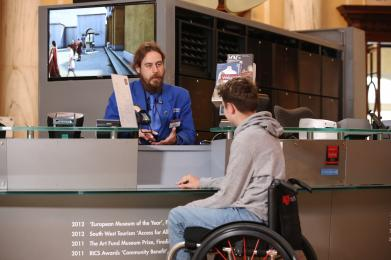 2012 'European Museum of the Year',
2012 South West Tourism 'Access for All
2011 The Art Fund Museum Prize, Finalis
2011 RICS Awards 'Community Benefit